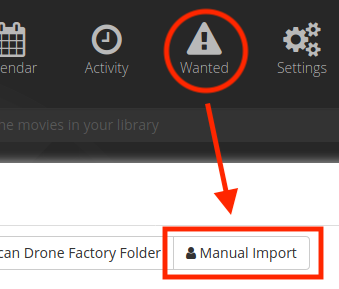 endar
Activity
Wanted
Settings
he movies in your library
can Drone Factory Folder
Manual Import